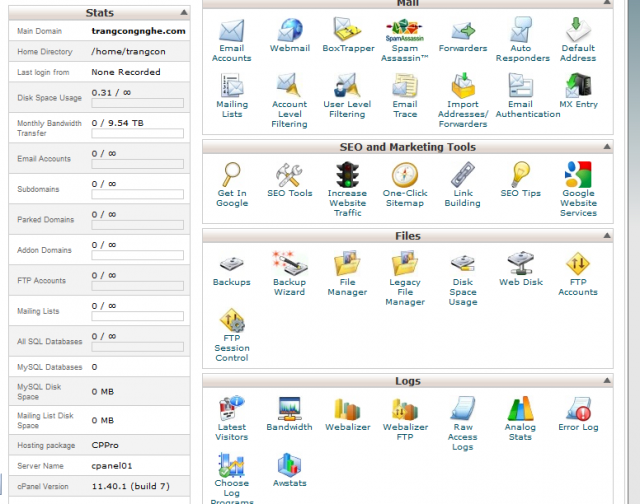 Stats
Main Domain trangcongnghe.com
Home Directory /home/trangcon
Last login from None Recorded
Disk Space Usage 0.31 / ∞
Monthly Bandwidth
Transfer 0 / 9.54 TB
Email Accounts 0 / ∞
Subdomains 0 / ∞
Parked Domains 0 / ∞
Addon Domains 0 / ∞
FTP Accounts 0 / ∞
Mailing Lists 0 / ∞
All SQL Databases 0 / ∞
MySQL Databases 0
MySQL Disk
Space 0 MB
Mailing List Disk
Space 0 MB
Hosting package CPPro
Server Name cpanel01
cPanel Version 11.40.1 (build 7)
Mail
Email
Accounts
Webmail
BoxTrapper
SpamAssassin
Spam
Assassin™
Forwarders
Auto
Responders
Default
Address
Mailing
Lists
Account
Level
Filtering
User Level
Filtering
Email
Trace
Import
Addresses/
Forwarders
Email
Authentication
MX Entry
SEO and Marketing Tools
Get In
Google
SEO Tools
Increase
Website
Traffic
One-Click
Sitemap
Link
Building
SEO Tips
Google
Website
Services
Files
Backups
Backup
Wizard
File
Manager
Legacy
File
Manager
Disk
Space
Usage
Web Disk
FTP
Accounts
FTP
Session
Control
Logs
Latest
Visitors
Bandwidth
Webalizer
Webalizer
FTP
Raw
Access
Logs
Analog
Stats
Error Log
Choose
Log
Programs
Awstats